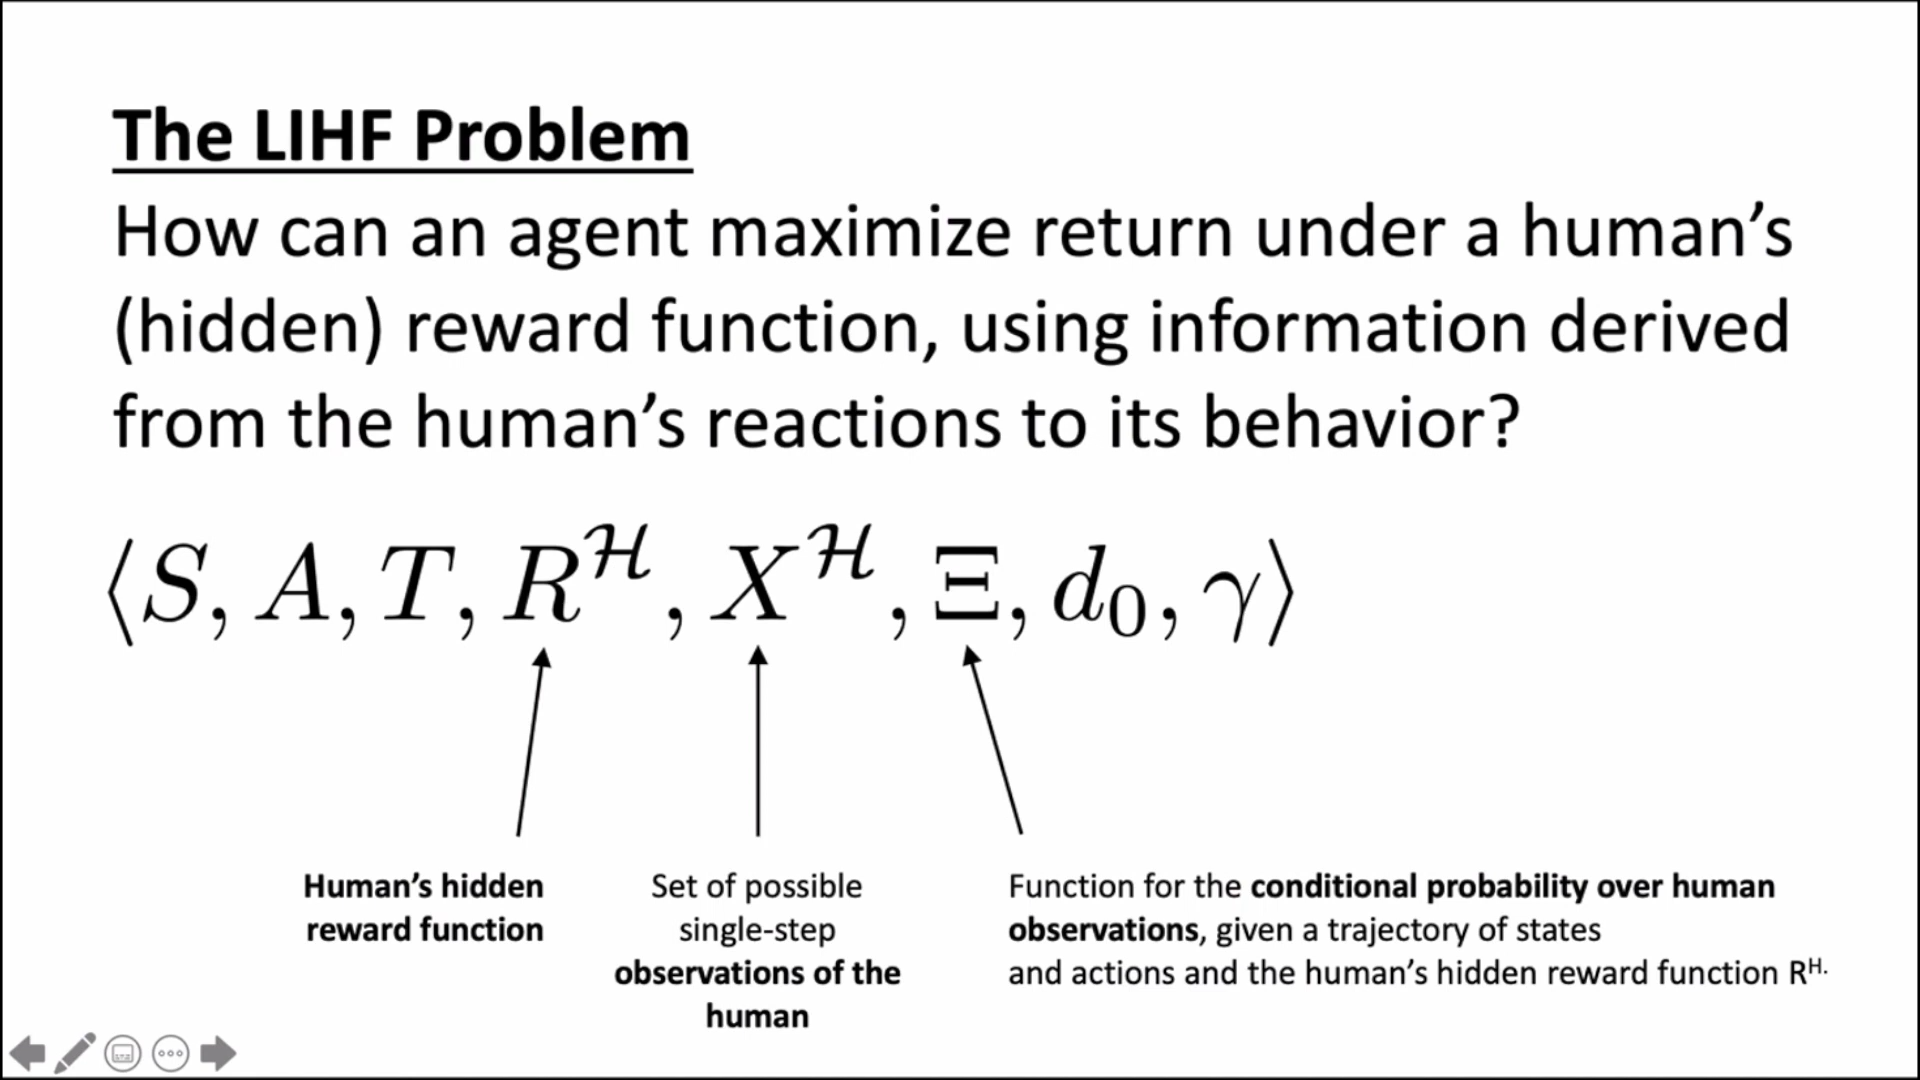 The LIHF Problem
How can an agent maximize return under a human’s
(hidden) reward function, using information derived
from the human’s reactions to its behavior?
⟨S, A, T, R^ℋ, X^ℋ, Ξ, d₀, γ⟩
Human’s hidden
reward function
Set of possible
single-step
observations of the
human
Function for the conditional probability over human
observations, given a trajectory of states
and actions and the human’s hidden reward function R^H.